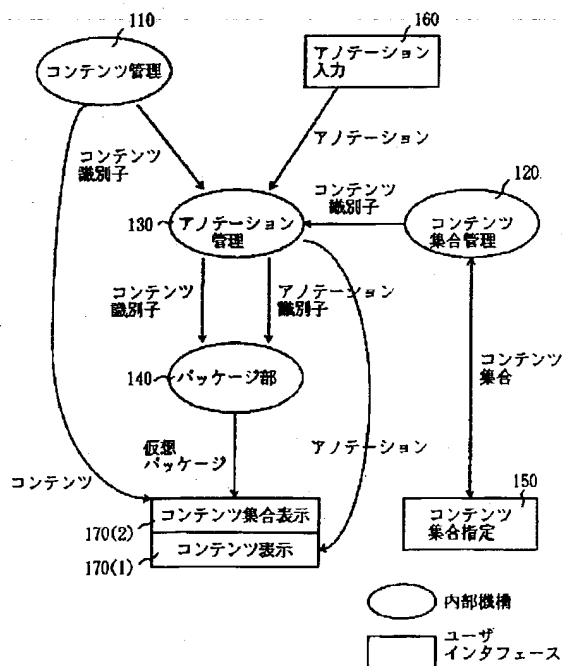 110
コンテンツ管理
160
アノテーション
入力
コンテンツ
識別子
アノテーション
コンテンツ
識別子
120
コンテンツ
集合管理
130
アノテーション
管理
コンテンツ
識別子
アノテーション
識別子
140
パッケージ部
コンテンツ
集合
仮想
パッケージ
アノテーション
コンテンツ
150
コンテンツ
集合指定
コンテンツ集合表示
170(2)
コンテンツ表示
170(1)
内部機構
ユーザ
インタフェース